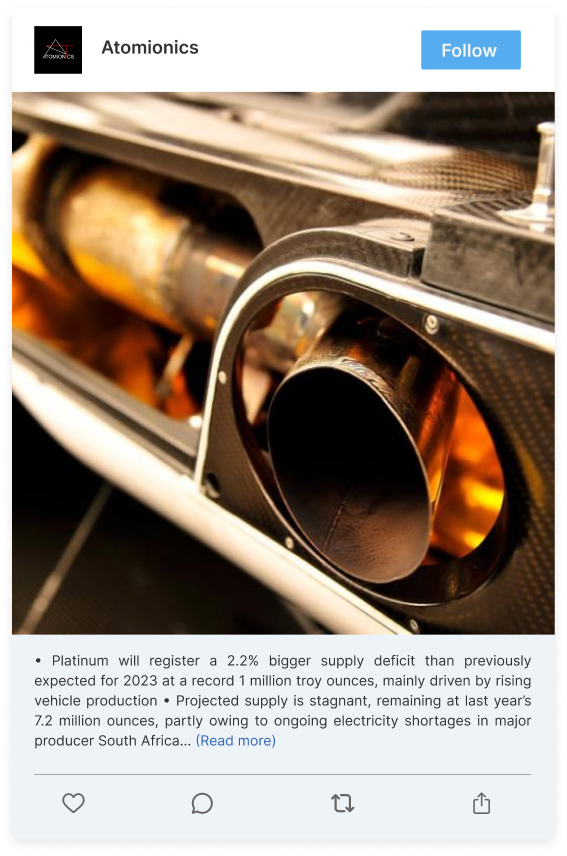 ATOMIONICS
Atomionics
Follow
• Platinum will register a 2.2% bigger supply deficit than previously
expected for 2023 at a record 1 million troy ounces, mainly driven by rising
vehicle production • Projected supply is stagnant, remaining at last year's
7.2 million ounces, partly owing to ongoing electricity shortages in major
producer South Africa... (Read more)